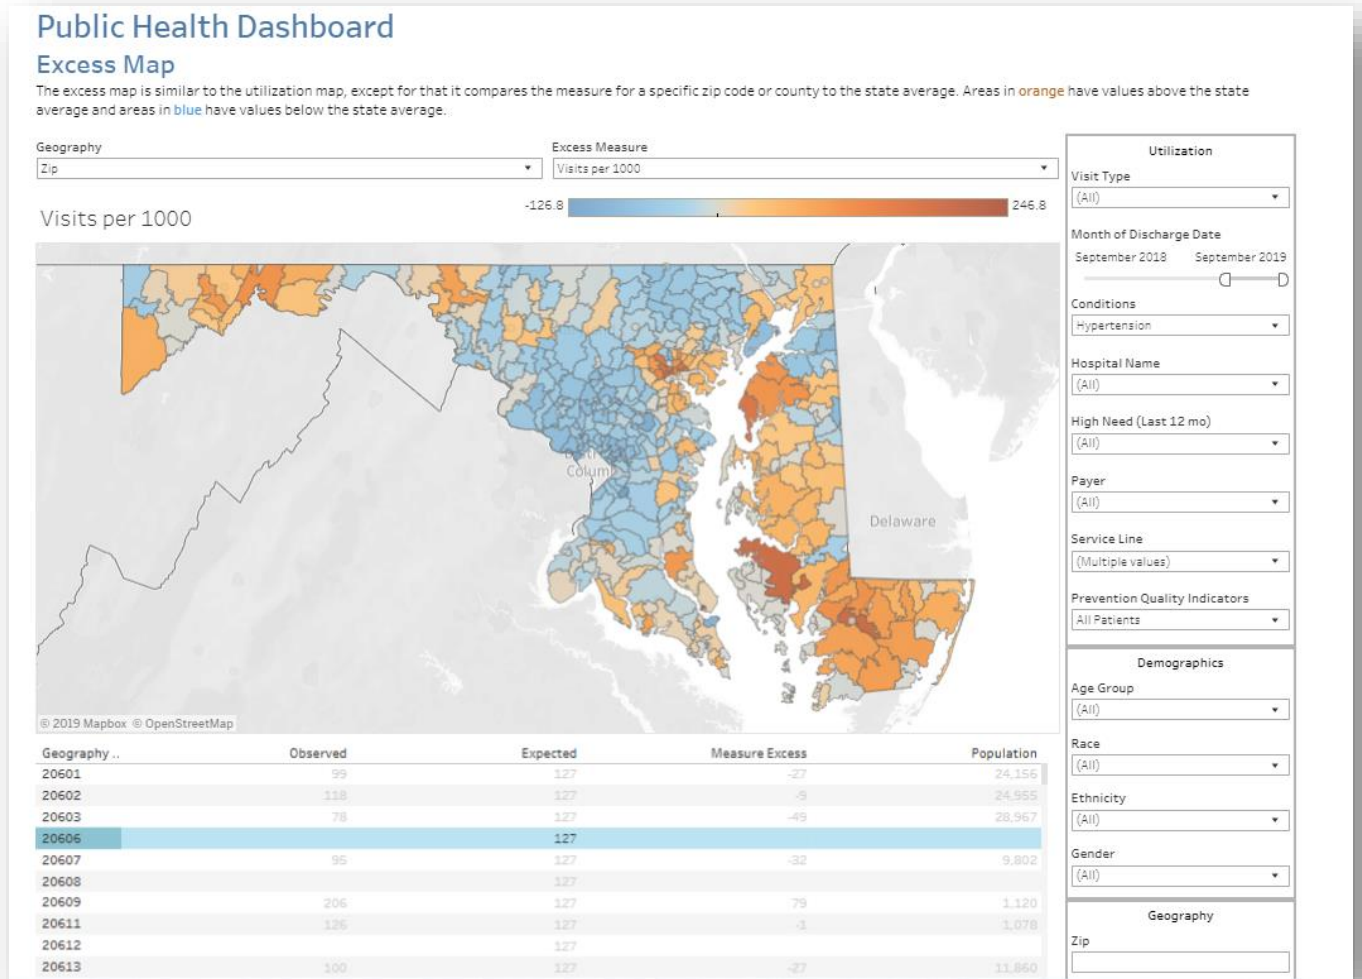 Public Health Dashboard
Excess Map
The excess map is similar to the utilization map, except for that it compares the measure for a specific zip code or county to the state average. Areas in orange have values above the state
average and areas in blue have values below the state average.
Geography
Zip
Excess Measure
Visits per 1000
Visits per 1000
-126.8
246.8
Colum
Delaware
© 2019 Mapbox © OpenStreetMap
Geography .. Observed Expected Measure Excess Population
20601 99 127 -27 24,156
20602 118 127 -9 24,955
20603 78 127 -49 28,967
20606 127
20607 95 127 -32 9,802
20608 127
20609 206 127 79 1,120
20611 126 127 -1 1,078
20612 127
20613 100 127 -27 11,860
Utilization
Visit Type
(All)
Month of Discharge Date
September 2018 September 2019
Conditions
Hypertension
Hospital Name
(All)
High Need (Last 12 mo)
(All)
Payer
(All)
Service Line
(Multiple values)
Prevention Quality Indicators
All Patients
Demographics
Age Group
(All)
Race
(All)
Ethnicity
(All)
Gender
(All)
Geography
Zip